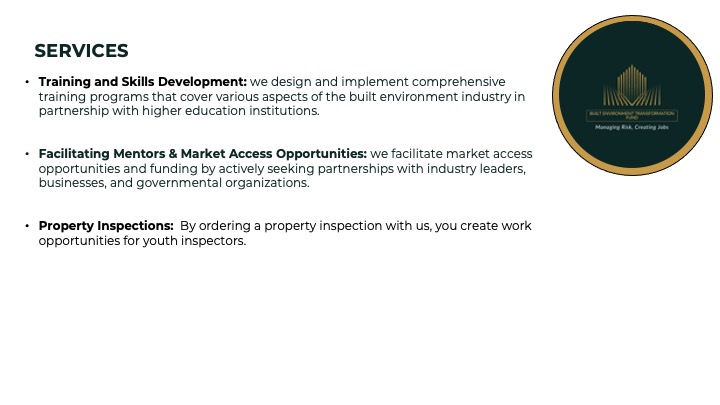 SERVICES
• Training and Skills Development: we design and implement comprehensive
training programs that cover various aspects of the built environment industry in
partnership with higher education institutions.
• Facilitating Mentors & Market Access Opportunities: we facilitate market access
opportunities and funding by actively seeking partnerships with industry leaders,
businesses, and governmental organizations.
• Property Inspections:  By ordering a property inspection with us, you create work
opportunities for youth inspectors.
BUILT ENVIRONMENT TRANSFORMATION
FUND
Managing Risk, Creating Jobs